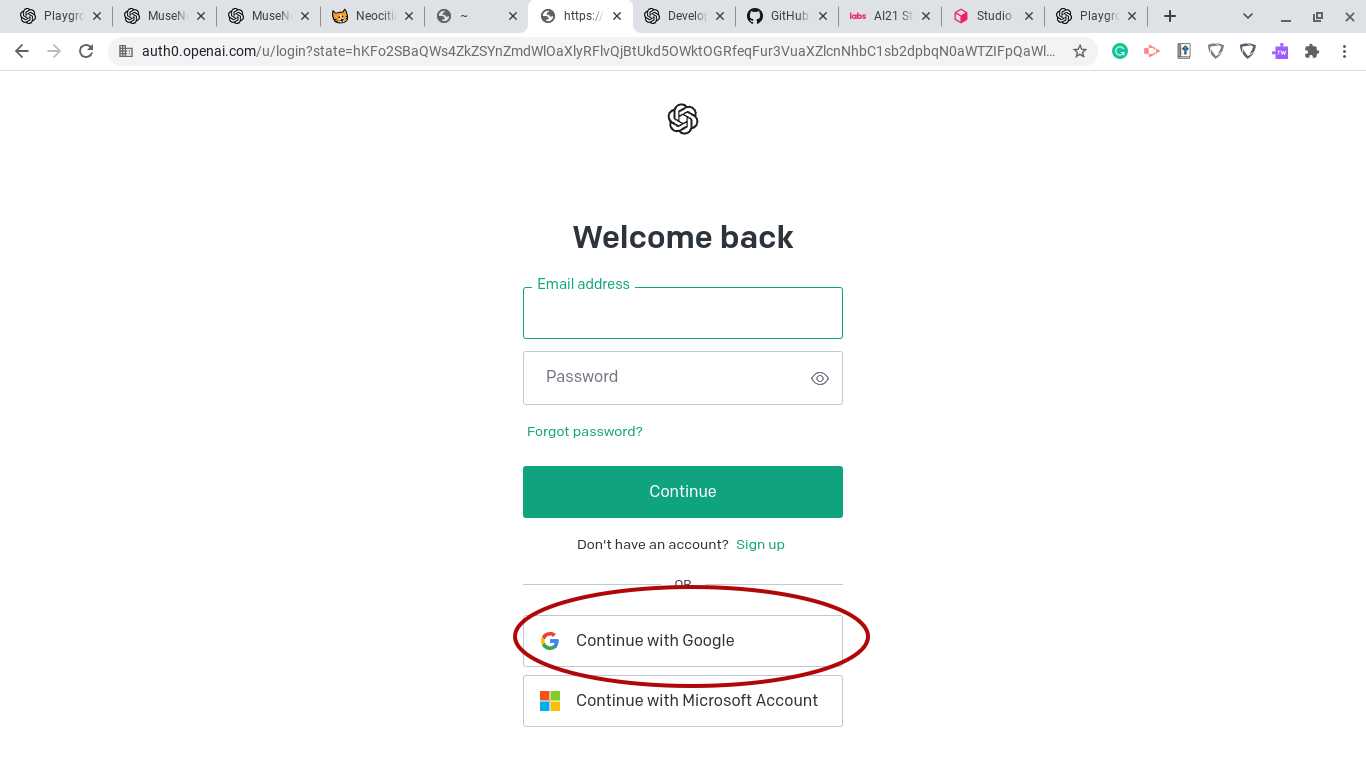 Playgro
MuseNe
MuseNe
Neociti
~
https:/
Develop
GitHub
labs AI21 St
Studio
Playgro
auth0.openai.com/u/login?state=hKFo2SBaQWs4ZkZSYnZmdWlOaXlyRFlvQjBtUkd5OWktOGRfeqFur3VuaXZlcnNhbC1sb2dpbqN0aWTZIFpQaWl...
Welcome back
Email address
Password
Forgot password?
Continue
Don't have an account? Sign up
OR
Continue with Google
Continue with Microsoft Account